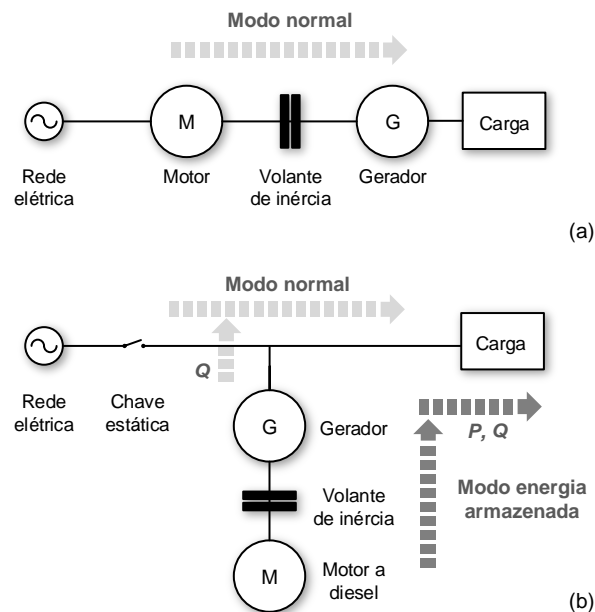 Modo normal
M
G
Carga
Rede
elétrica
Motor
Volante
de inércia
Gerador
(a)
Modo normal
Carga
Q
Rede
elétrica
Chave
estática
G
Gerador
P, Q
Volante
de inércia
Modo energia
armazenada
M
Motor a
diesel
(b)